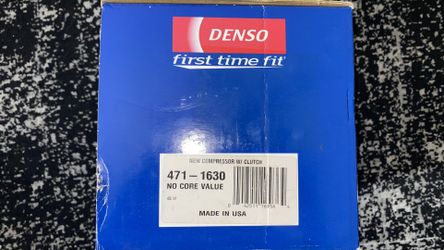 DENSO
first time fit
NEW COMPRESSOR W/ CLUTCH
471-1630
NO CORE VALUE
MADE IN USA